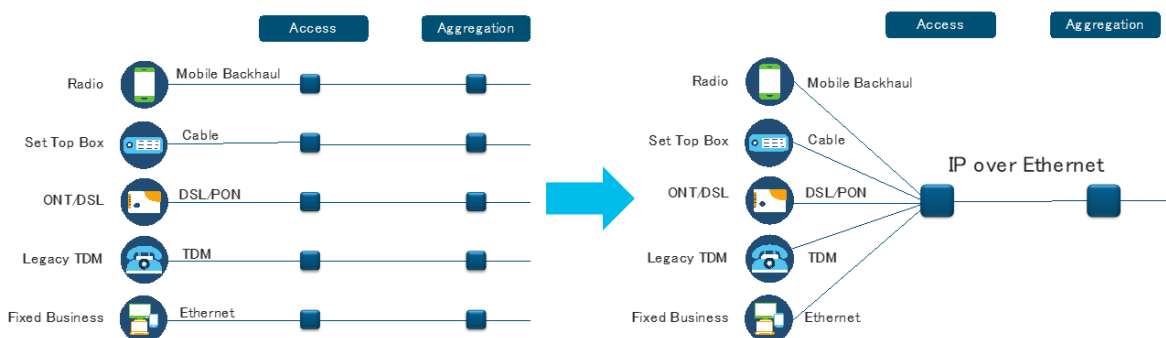 Access
Aggregation
Radio
Mobile Backhaul
Set Top Box
Cable
ONT/DSL
DSL/PON
Legacy TDM
TDM
Fixed Business
Ethernet
Access
Aggregation
Radio
Mobile Backhaul
Set Top Box
Cable
IP over Ethernet
ONT/DSL
DSL/PON
Legacy TDM
TDM
Fixed Business
Ethernet